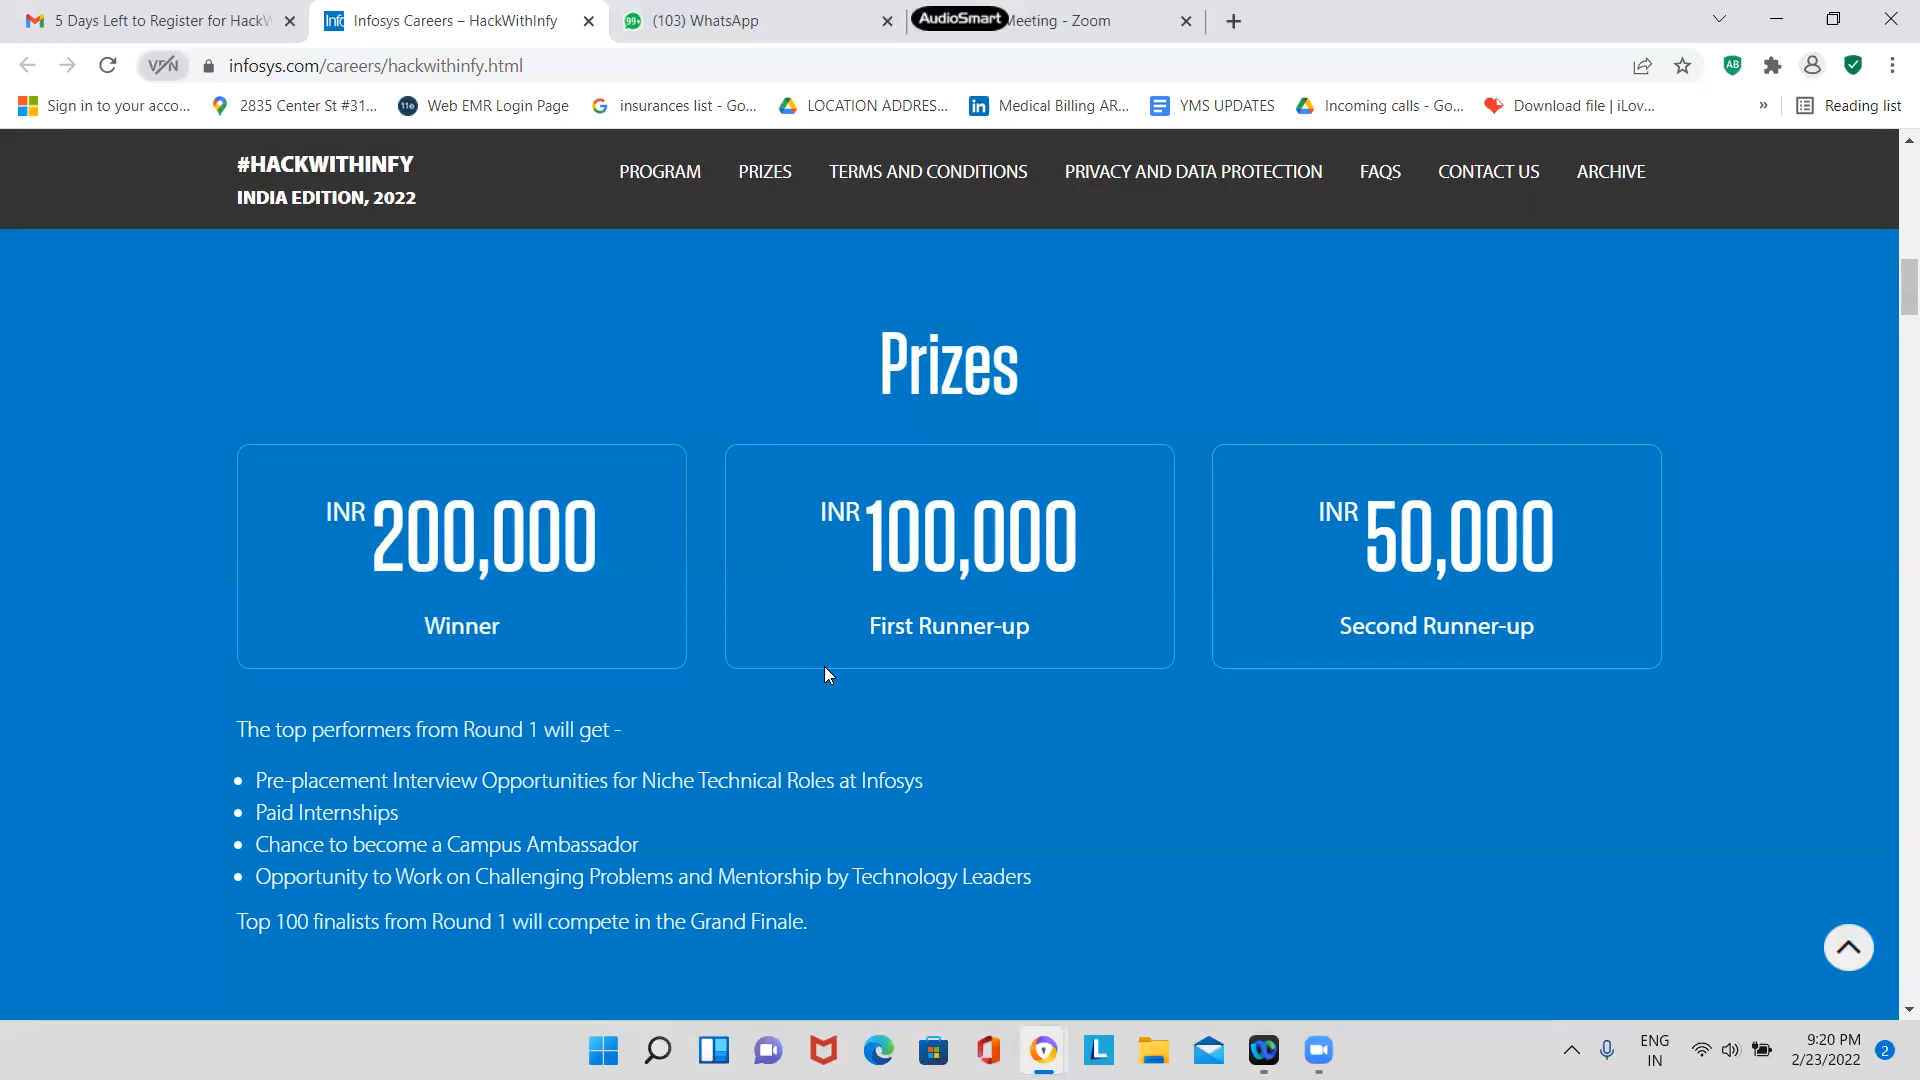 5 Days Left to Register for HackW
Infosys Careers – HackWithInfy
99+
(103) WhatsApp
AudioSmart
Meeting - Zoom
VPN
infosys.com/careers/hackwithinfy.html
AB
Sign in to your acco...
2835 Center St #31...
11e
Web EMR Login Page
insurances list - Go...
LOCATION ADDRES...
Medical Billing AR...
YMS UPDATES
Incoming calls - Go...
Download file | iLov...
»
Reading list
#HACKWITHINFY
INDIA EDITION, 2022
PROGRAM
PRIZES
TERMS AND CONDITIONS
PRIVACY AND DATA PROTECTION
FAQS
CONTACT US
ARCHIVE
Prizes
INR 200,000
Winner
INR 100,000
First Runner-up
INR 50,000
Second Runner-up
The top performers from Round 1 will get -
• Pre-placement Interview Opportunities for Niche Technical Roles at Infosys
• Paid Internships
• Chance to become a Campus Ambassador
• Opportunity to Work on Challenging Problems and Mentorship by Technology Leaders
Top 100 finalists from Round 1 will compete in the Grand Finale.
L
ENG
IN
9:20 PM
2/23/2022
2